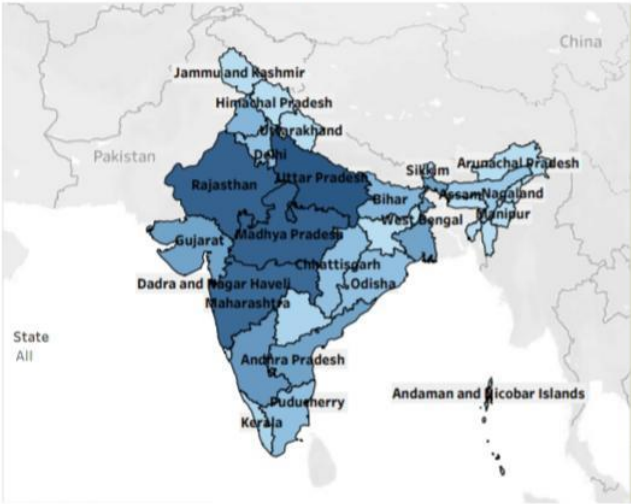 China
Jammu and Kashmir
Himachal Pradesh
Uttarakhand
Pakistan
Delhi
Sikkim
Arunachal Pradesh
Rajasthan
Uttar Pradesh
Bihar
Assam
Nagaland
Manipur
West Bengal
Madhya Pradesh
Gujarat
Chhattisgarh
Dadra and Nagar Haveli
Odisha
Maharashtra
State
All
Andhra Pradesh
Andaman and Nicobar Islands
Puducherry
Kerala